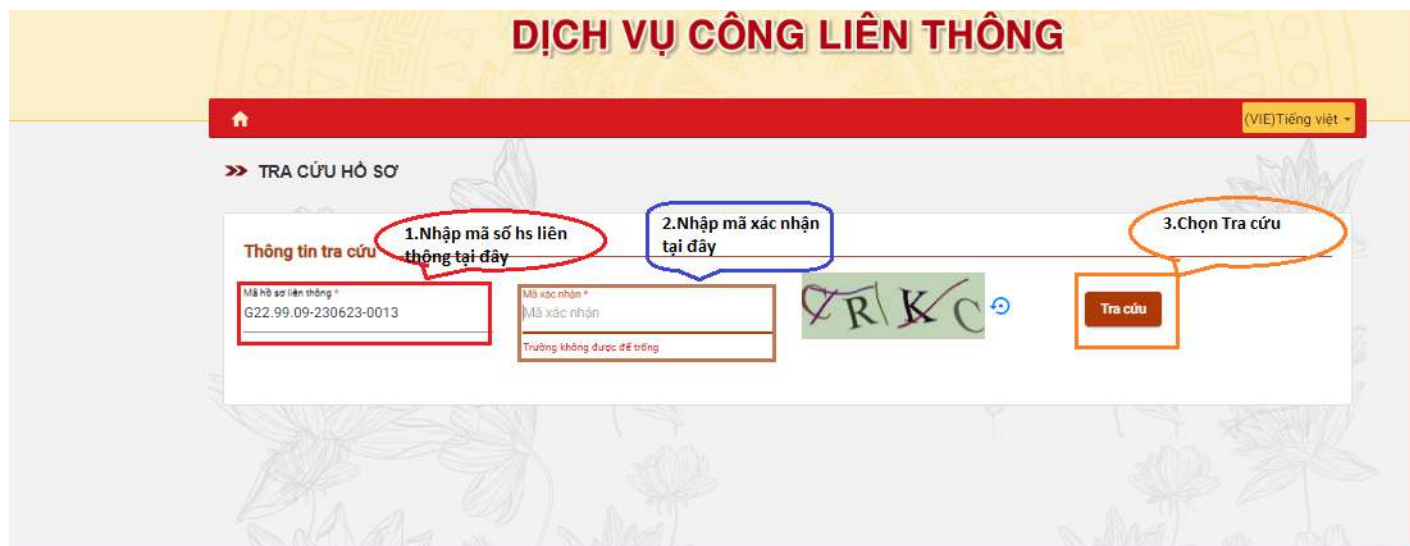 DỊCH VỤ CÔNG LIÊN THÔNG
(VIE)Tiếng việt
TRA CỨU HỒ SƠ
1.Nhập mã số hs liên
thông tại đây
2.Nhập mã xác nhận
tại đây
3.Chọn Tra cứu
Thông tin tra cứu
Mã hồ sơ liên thông *
G22.99.09-230623-0013
Mã xác nhận *
Mã xác nhận
Trường không được để trống
Tra cứu